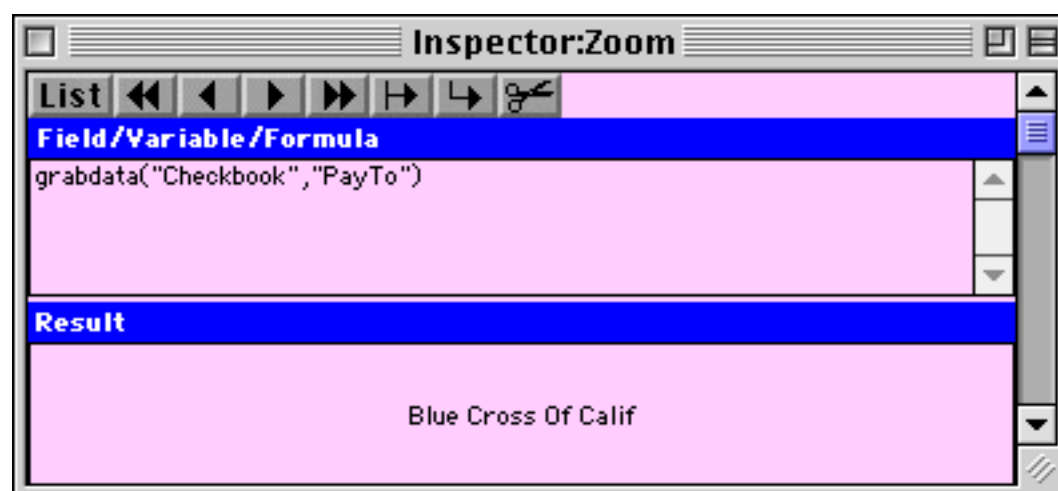 Inspector:Zoom
List
Field/Variable/Formula
grabdata("Checkbook","PayTo")
Result
Blue Cross Of Calif